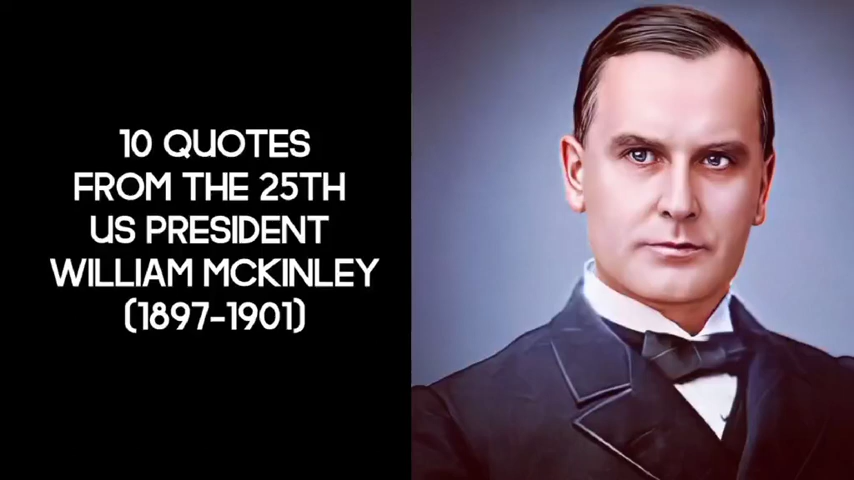 10 QUOTES
FROM THE 25TH
US PRESIDENT
WILLIAM MCKINLEY
(1897-1901)